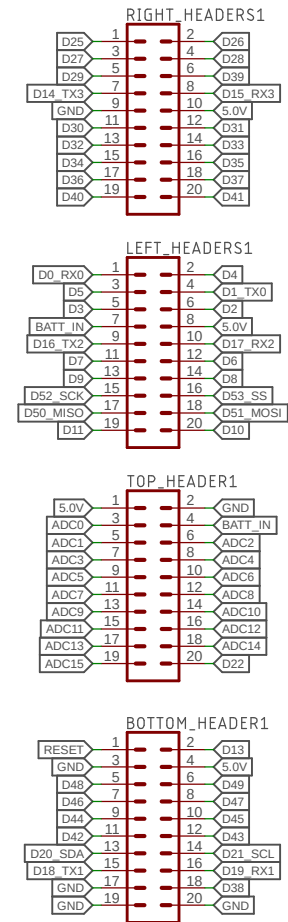 RIGHT_HEADERS1
D25 1 2 D26
D27 3 4 D28
D29 5 6 D39
D14_TX3 7 8 D15_RX3
GND 9 10 5.0V
D30 11 12 D31
D32 13 14 D33
D34 15 16 D35
D36 17 18 D37
D40 19 20 D41
LEFT_HEADERS1
D0_RX0 1 2 D4
D5 3 4 D1_TX0
D3 5 6 D2
BATT_IN 7 8 5.0V
D16_TX2 9 10 D17_RX2
D7 11 12 D6
D9 13 14 D8
D52_SCK 15 16 D53_SS
D50_MISO 17 18 D51_MOSI
D11 19 20 D10
TOP_HEADER1
5.0V 1 2 GND
ADC0 3 4 BATT_IN
ADC1 5 6 ADC2
ADC3 7 8 ADC4
ADC5 9 10 ADC6
ADC7 11 12 ADC8
ADC9 13 14 ADC10
ADC11 15 16 ADC12
ADC13 17 18 ADC14
ADC15 19 20 D22
BOTTOM_HEADER1
RESET 1 2 D13
GND 3 4 5.0V
D48 5 6 D49
D46 7 8 D47
D44 9 10 D45
D42 11 12 D43
D20_SDA 13 14 D21_SCL
D18_TX1 15 16 D19_RX1
GND 17 18 D38
GND 19 20 GND